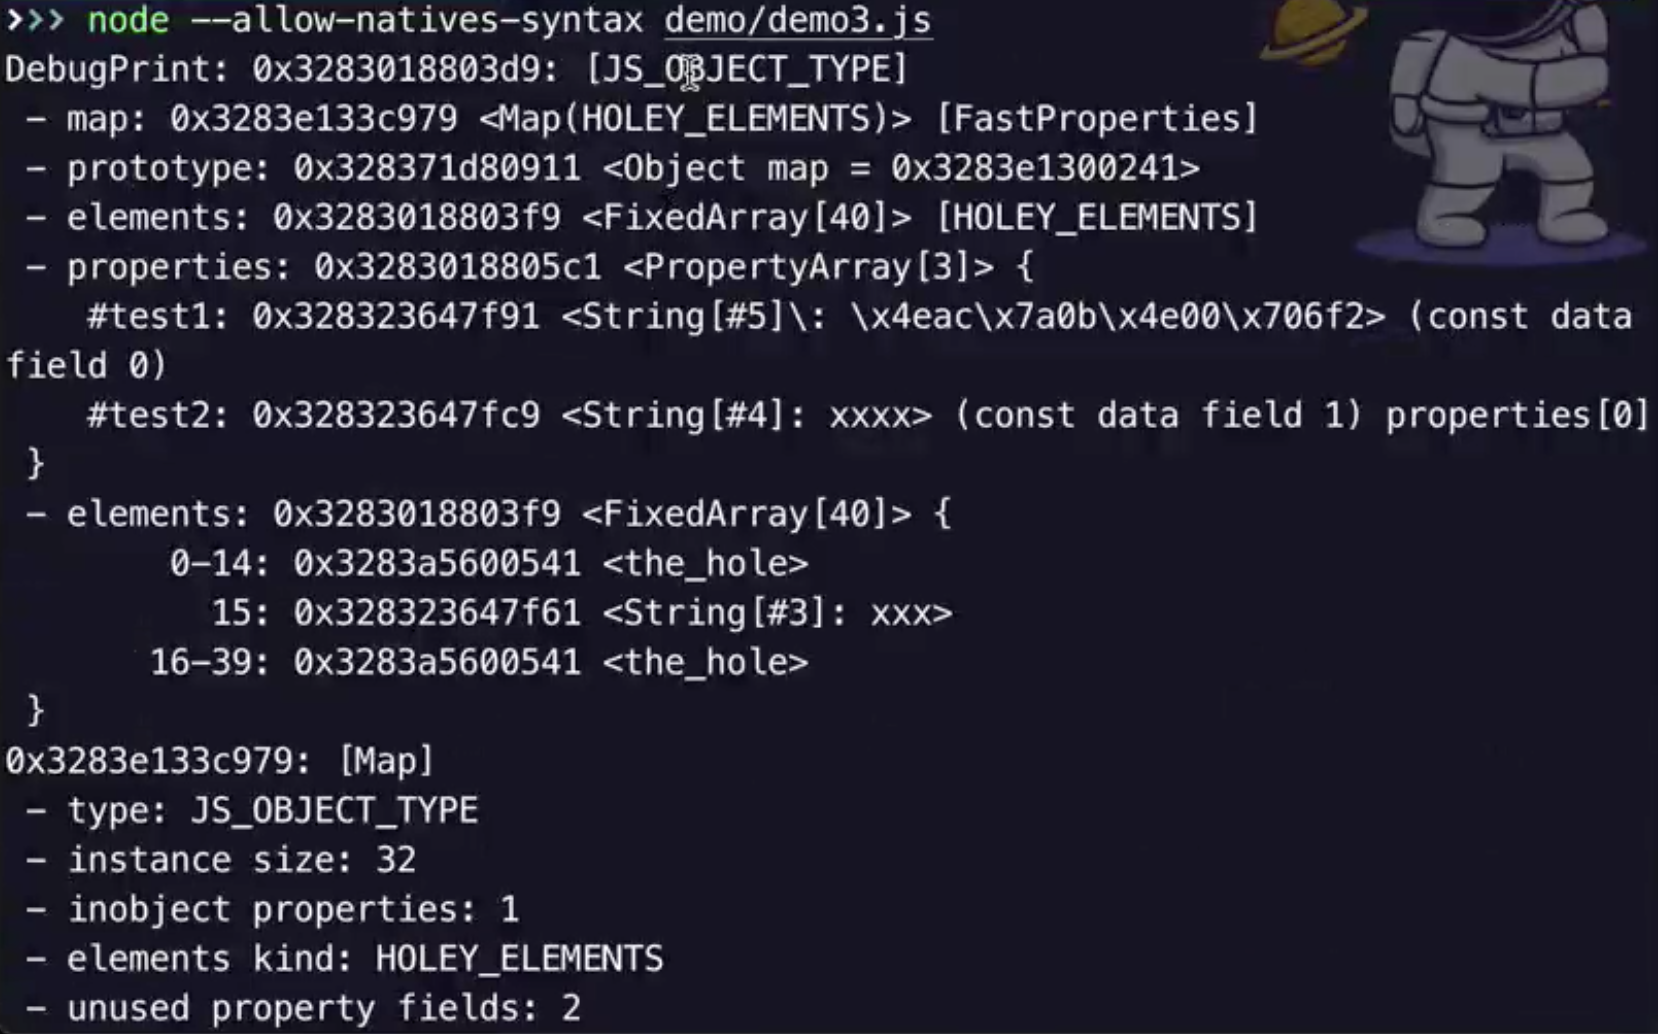 >>> node --allow-natives-syntax demo/demo3.js
DebugPrint: 0x3283018803d9: [JS_OBJECT_TYPE]
 - map: 0x3283e133c979 <Map(HOLEY_ELEMENTS)> [FastProperties]
 - prototype: 0x328371d80911 <Object map = 0x3283e1300241>
 - elements: 0x3283018803f9 <FixedArray[40]> [HOLEY_ELEMENTS]
 - properties: 0x3283018805c1 <PropertyArray[3]> {
    #test1: 0x328323647f91 <String[#5]\: \x4eac\x7a0b\x4e00\x706f2> (const data
field 0)
    #test2: 0x328323647fc9 <String[#4]: xxxx> (const data field 1) properties[0]
 }
 - elements: 0x3283018803f9 <FixedArray[40]> {
        0-14: 0x3283a5600541 <the_hole>
          15: 0x328323647f61 <String[#3]: xxx>
       16-39: 0x3283a5600541 <the_hole>
 }
0x3283e133c979: [Map]
 - type: JS_OBJECT_TYPE
 - instance size: 32
 - inobject properties: 1
 - elements kind: HOLEY_ELEMENTS
 - unused property fields: 2